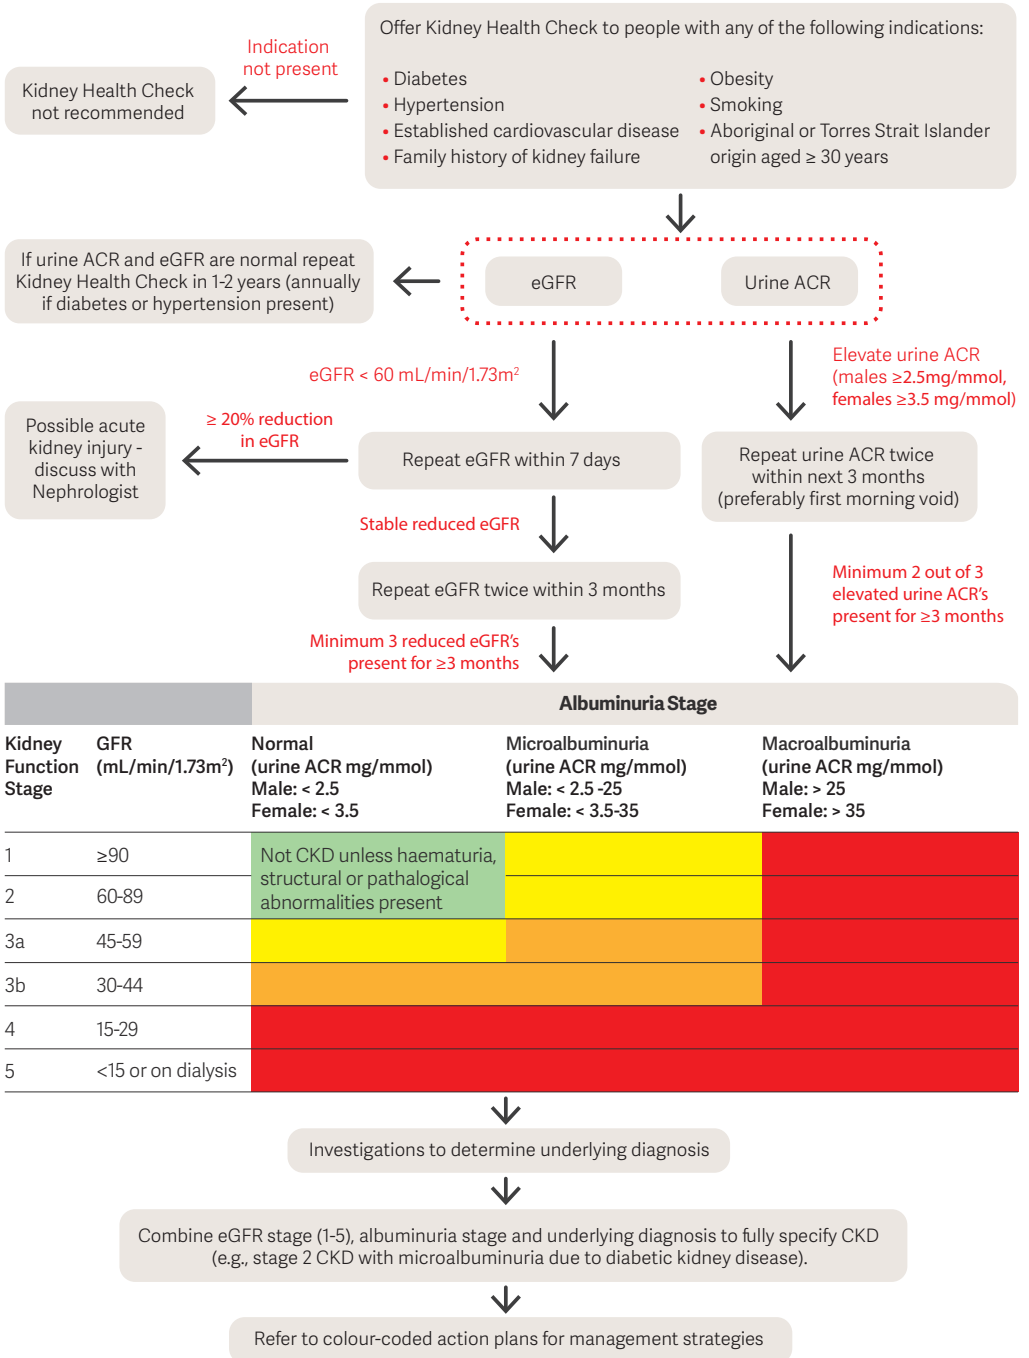 Offer Kidney Health Check to people with any of the following indications:
• Diabetes
• Hypertension
• Established cardiovascular disease
• Family history of kidney failure
• Obesity
• Smoking
• Aboriginal or Torres Strait Islander
origin aged ≥ 30 years
Indication
not present
Kidney Health Check
not recommended
If urine ACR and eGFR are normal repeat
Kidney Health Check in 1-2 years (annually
if diabetes or hypertension present)
eGFR
Urine ACR
eGFR < 60 mL/min/1.73m²
Elevate urine ACR
(males ≥2.5mg/mmol,
females ≥3.5 mg/mmol)
Possible acute
kidney injury -
discuss with
Nephrologist
≥ 20% reduction
in eGFR
Repeat eGFR within 7 days
Repeat urine ACR twice
within next 3 months
(preferably first morning void)
Stable reduced eGFR
Repeat eGFR twice within 3 months
Minimum 2 out of 3
elevated urine ACR's
present for ≥3 months
Minimum 3 reduced eGFR's
present for ≥3 months
Albuminuria Stage
Kidney
Function
Stage
GFR
(mL/min/1.73m²)
Normal
(urine ACR mg/mmol)
Male: < 2.5
Female: < 3.5
Microalbuminuria
(urine ACR mg/mmol)
Male: < 2.5 -25
Female: < 3.5-35
Macroalbuminuria
(urine ACR mg/mmol)
Male: > 25
Female: > 35
1 ≥90
2 60-89
Not CKD unless haematuria,
structural or pathalogical
abnormalities present
3a 45-59
3b 30-44
4 15-29
5 <15 or on dialysis
Investigations to determine underlying diagnosis
Combine eGFR stage (1-5), albuminuria stage and underlying diagnosis to fully specify CKD
(e.g., stage 2 CKD with microalbuminuria due to diabetic kidney disease).
Refer to colour-coded action plans for management strategies